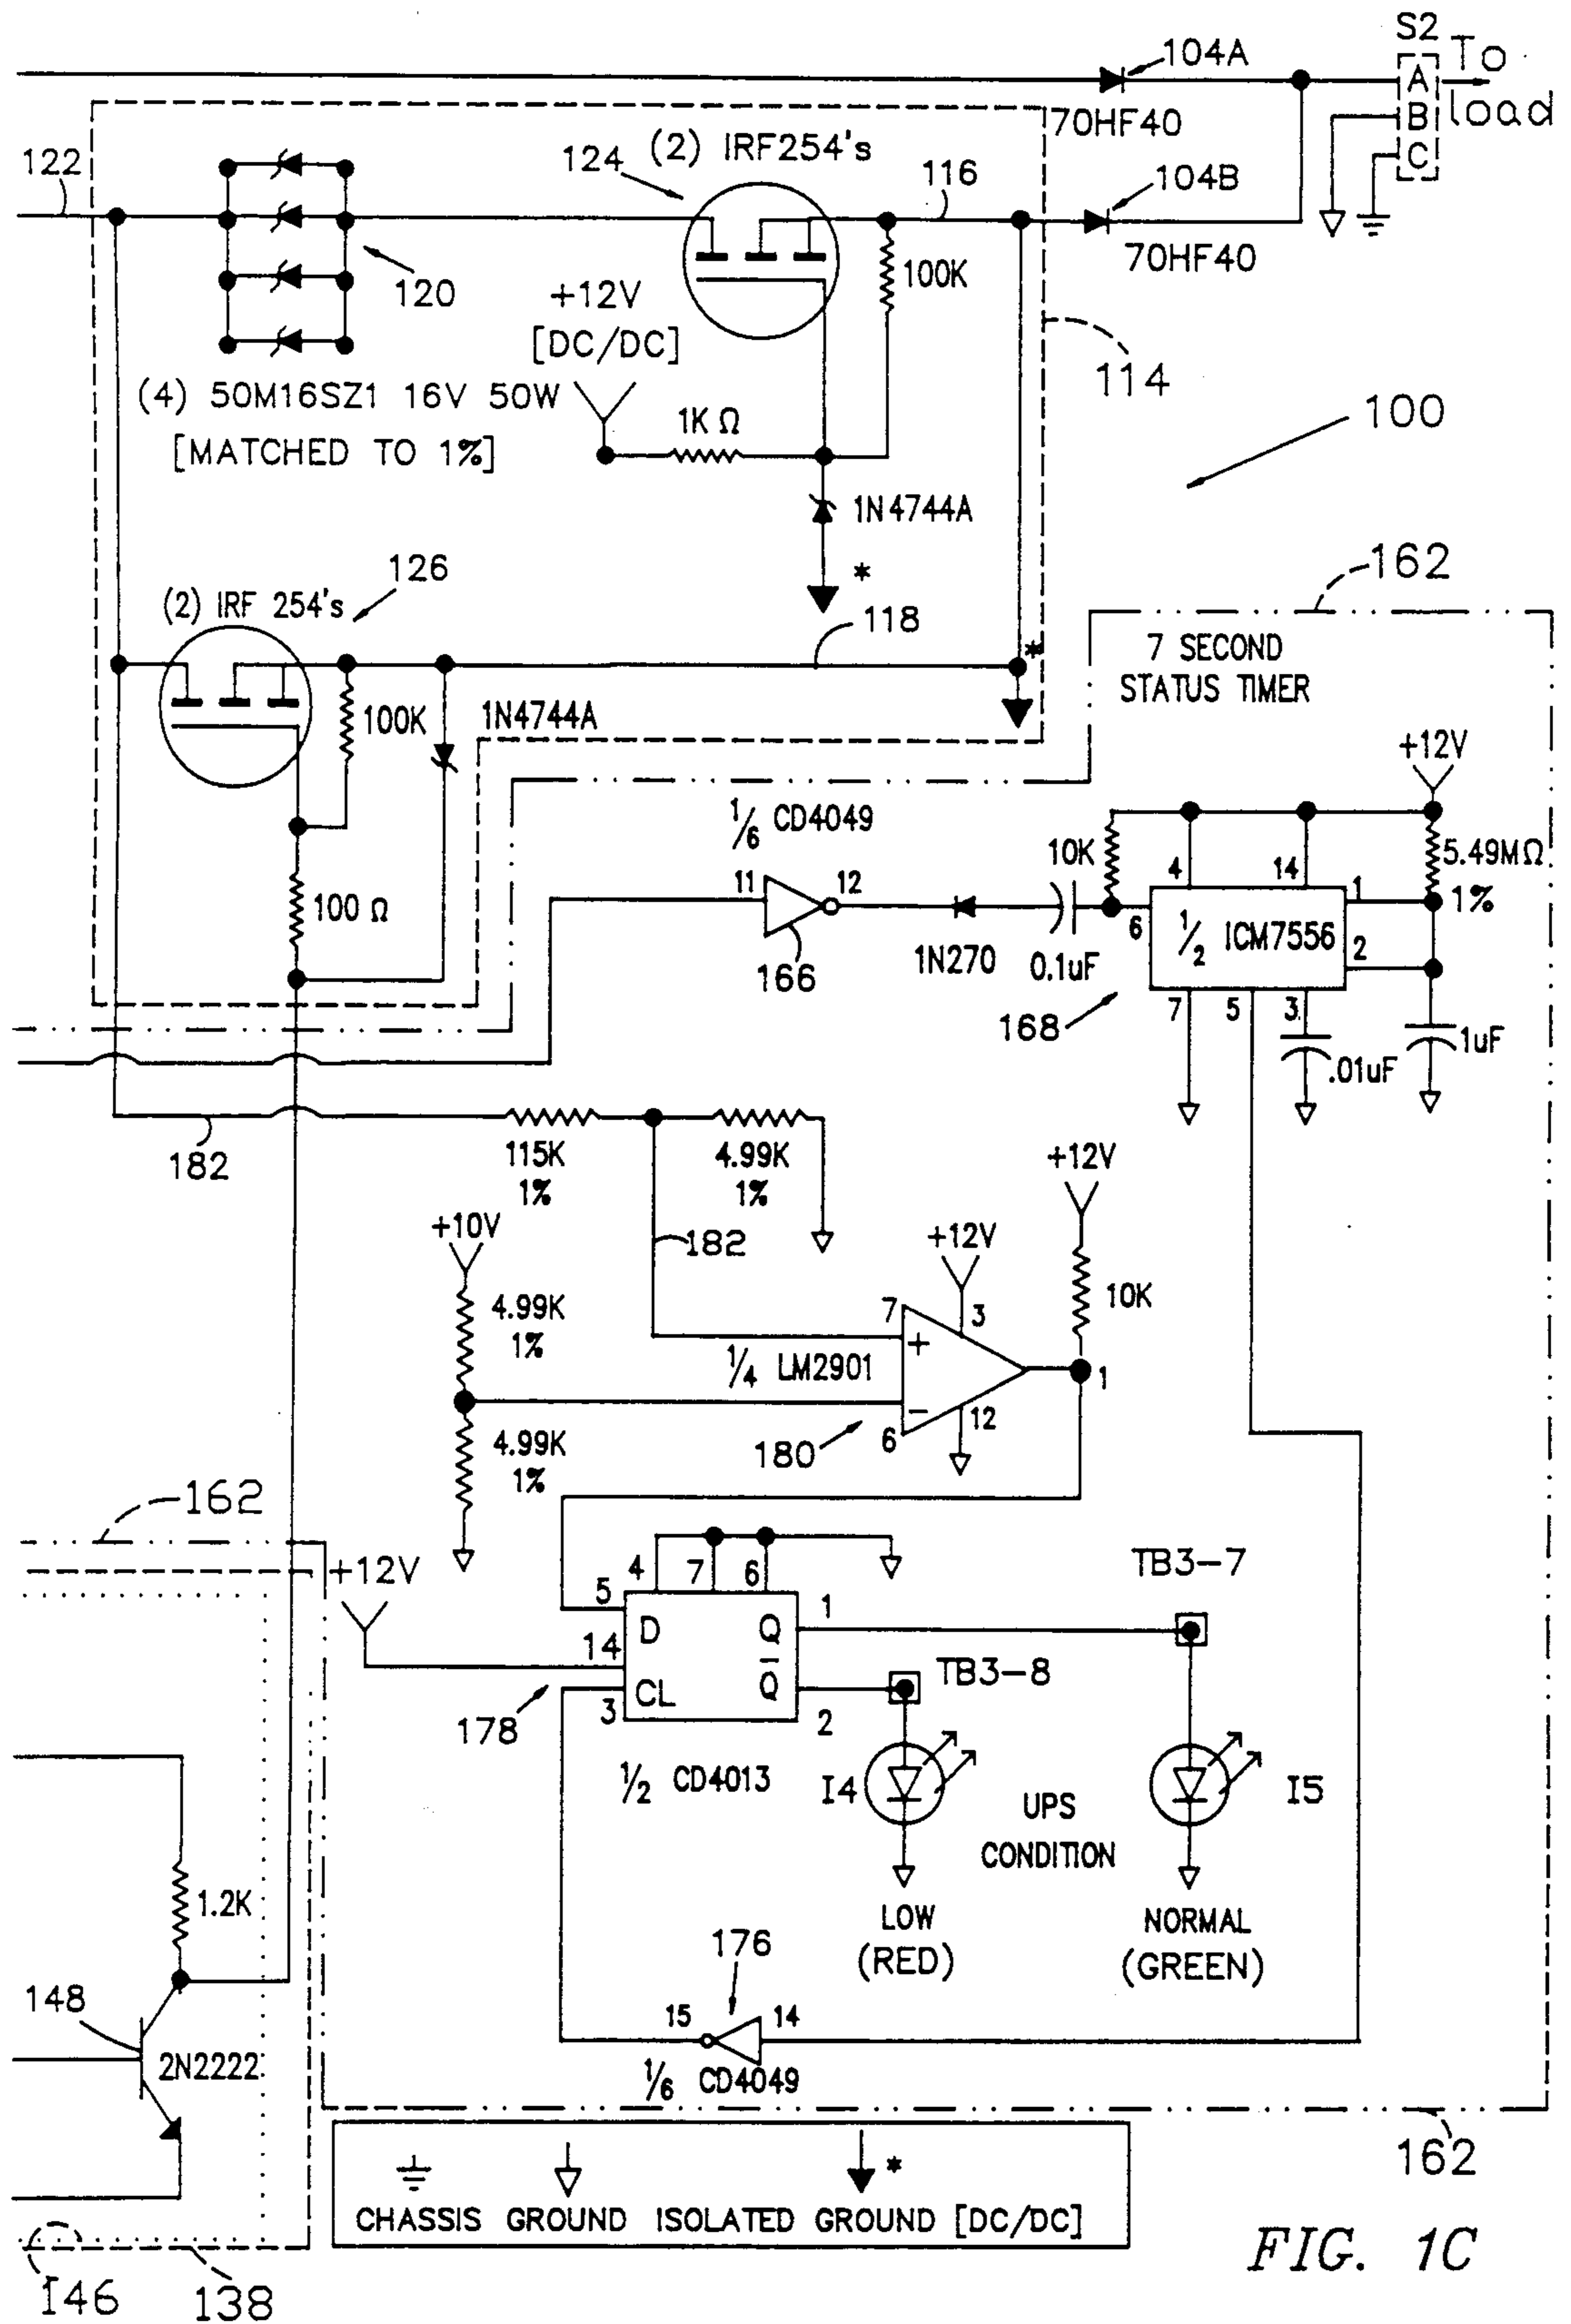 S2
104A
A
To
70HF40
B
load
C
122
124
(2) IRF254's
116
104B
70HF40
120
100K
+12V
[DC/DC]
114
(4) 50M16SZ1 16V 50W
[MATCHED TO 1%]
1K Ω
100
1N4744A
*
126
(2) IRF 254's
118
162
*
7 SECOND
STATUS TIMER
100K
1N4744A
+12V
1/6 CD4049
10K
4
14
5.49MΩ
1%
11
12
1
100 Ω
6
1/2 ICM7556
2
166
1N270
0.1uF
168
7
5
3
.01uF
1uF
182
115K
1%
4.99K
1%
+12V
+10V
182
+12V
10K
4.99K
1%
7
3
+
1/4 LM2901
1
−
12
6
180
4.99K
1%
162
+12V
4
7
6
TB3-7
5
D
Q
1
14
TB3-8
CL
Q̅
3
2
178
1/2 CD4013
I4
UPS
CONDITION
I5
1.2K
LOW
(RED)
NORMAL
(GREEN)
176
148
15
14
2N2222
1/6 CD4049
162
*
CHASSIS GROUND ISOLATED GROUND [DC/DC]
146
138
FIG. 1C